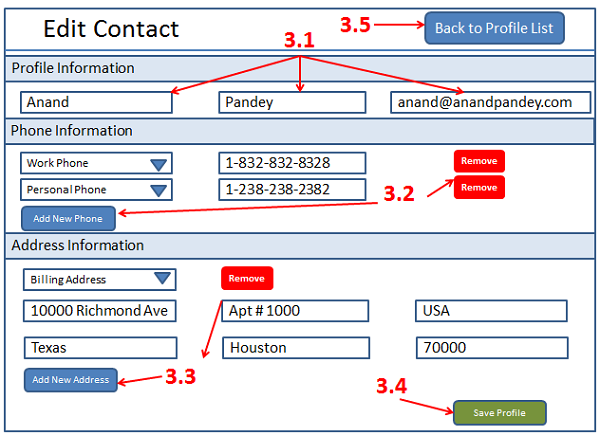 Edit Contact
3.5
Back to Profile List
3.1
Profile Information
Anand
Pandey
anand@anandpandey.com
Phone Information
Work Phone
1-832-832-8328
Remove
Personal Phone
1-238-238-2382
Remove
3.2
Add New Phone
Address Information
Billing Address
Remove
10000 Richmond Ave
Apt # 1000
USA
Texas
Houston
70000
Add New Address
3.3
3.4
Save Profile